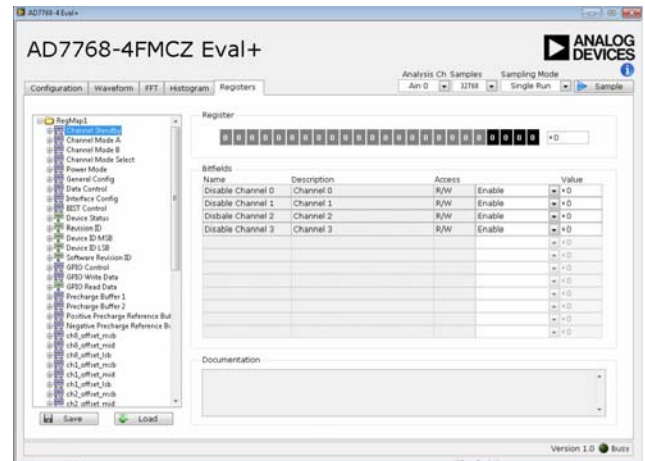 AD7768-4 Eval+
AD7768-4FMCZ Eval+
ANALOG
DEVICES
Analysis Ch Samples Sampling Mode
Configuration Waveform FFT Histogram Registers
Ain 0 32768 Single Run Sample
RegMap1
Channel Standby
Channel Mode A
Channel Mode B
Channel Mode Select
Power Mode
General Config
Data Control
Interface Config
BIST Control
Device Status
Revision ID
Device ID MSB
Device ID LSB
Software Revision ID
GPIO Control
GPIO Write Data
GPIO Read Data
Precharge Buffer 1
Precharge Buffer 2
Positive Precharge Reference Buf
Negative Precharge Reference Bu
ch0_offset_msb
ch0_offset_mid
ch0_offset_lsb
ch1_offset_msb
ch1_offset_mid
ch1_offset_lsb
ch2_offset_msb
ch2_offset_mid
Save Load
Register
0 0 0 0 0 0 0 0 0 0 0 0 0 0 0 0 0 0 0 0 0 0 0 0 x0
Bitfields
Name Description Access Value
Disable Channel 0 Channel 0 R/W Enable x0
Disable Channel 1 Channel 1 R/W Enable x0
Disbale Channel 2 Channel 2 R/W Enable x0
Disable Channel 3 Channel 3 R/W Enable x0
x0
x0
x0
x0
x0
x0
x0
x0
Documentation
Version 1.0 Busy